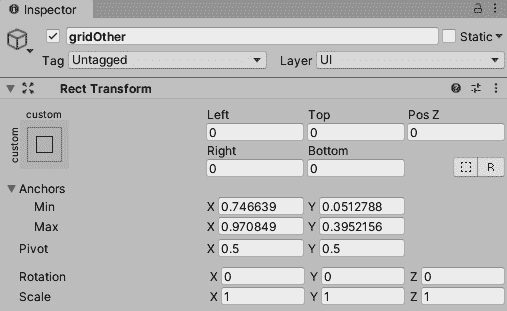 Inspector
gridOther Static
Tag Untagged Layer UI
Rect Transform
custom Left Top Pos Z
custom 0 0 0
Right Bottom
0 0 R
Anchors
Min X 0.746639 Y 0.0512788
Max X 0.970849 Y 0.3952156
Pivot X 0.5 Y 0.5
Rotation X 0 Y 0 Z 0
Scale X 1 Y 1 Z 1